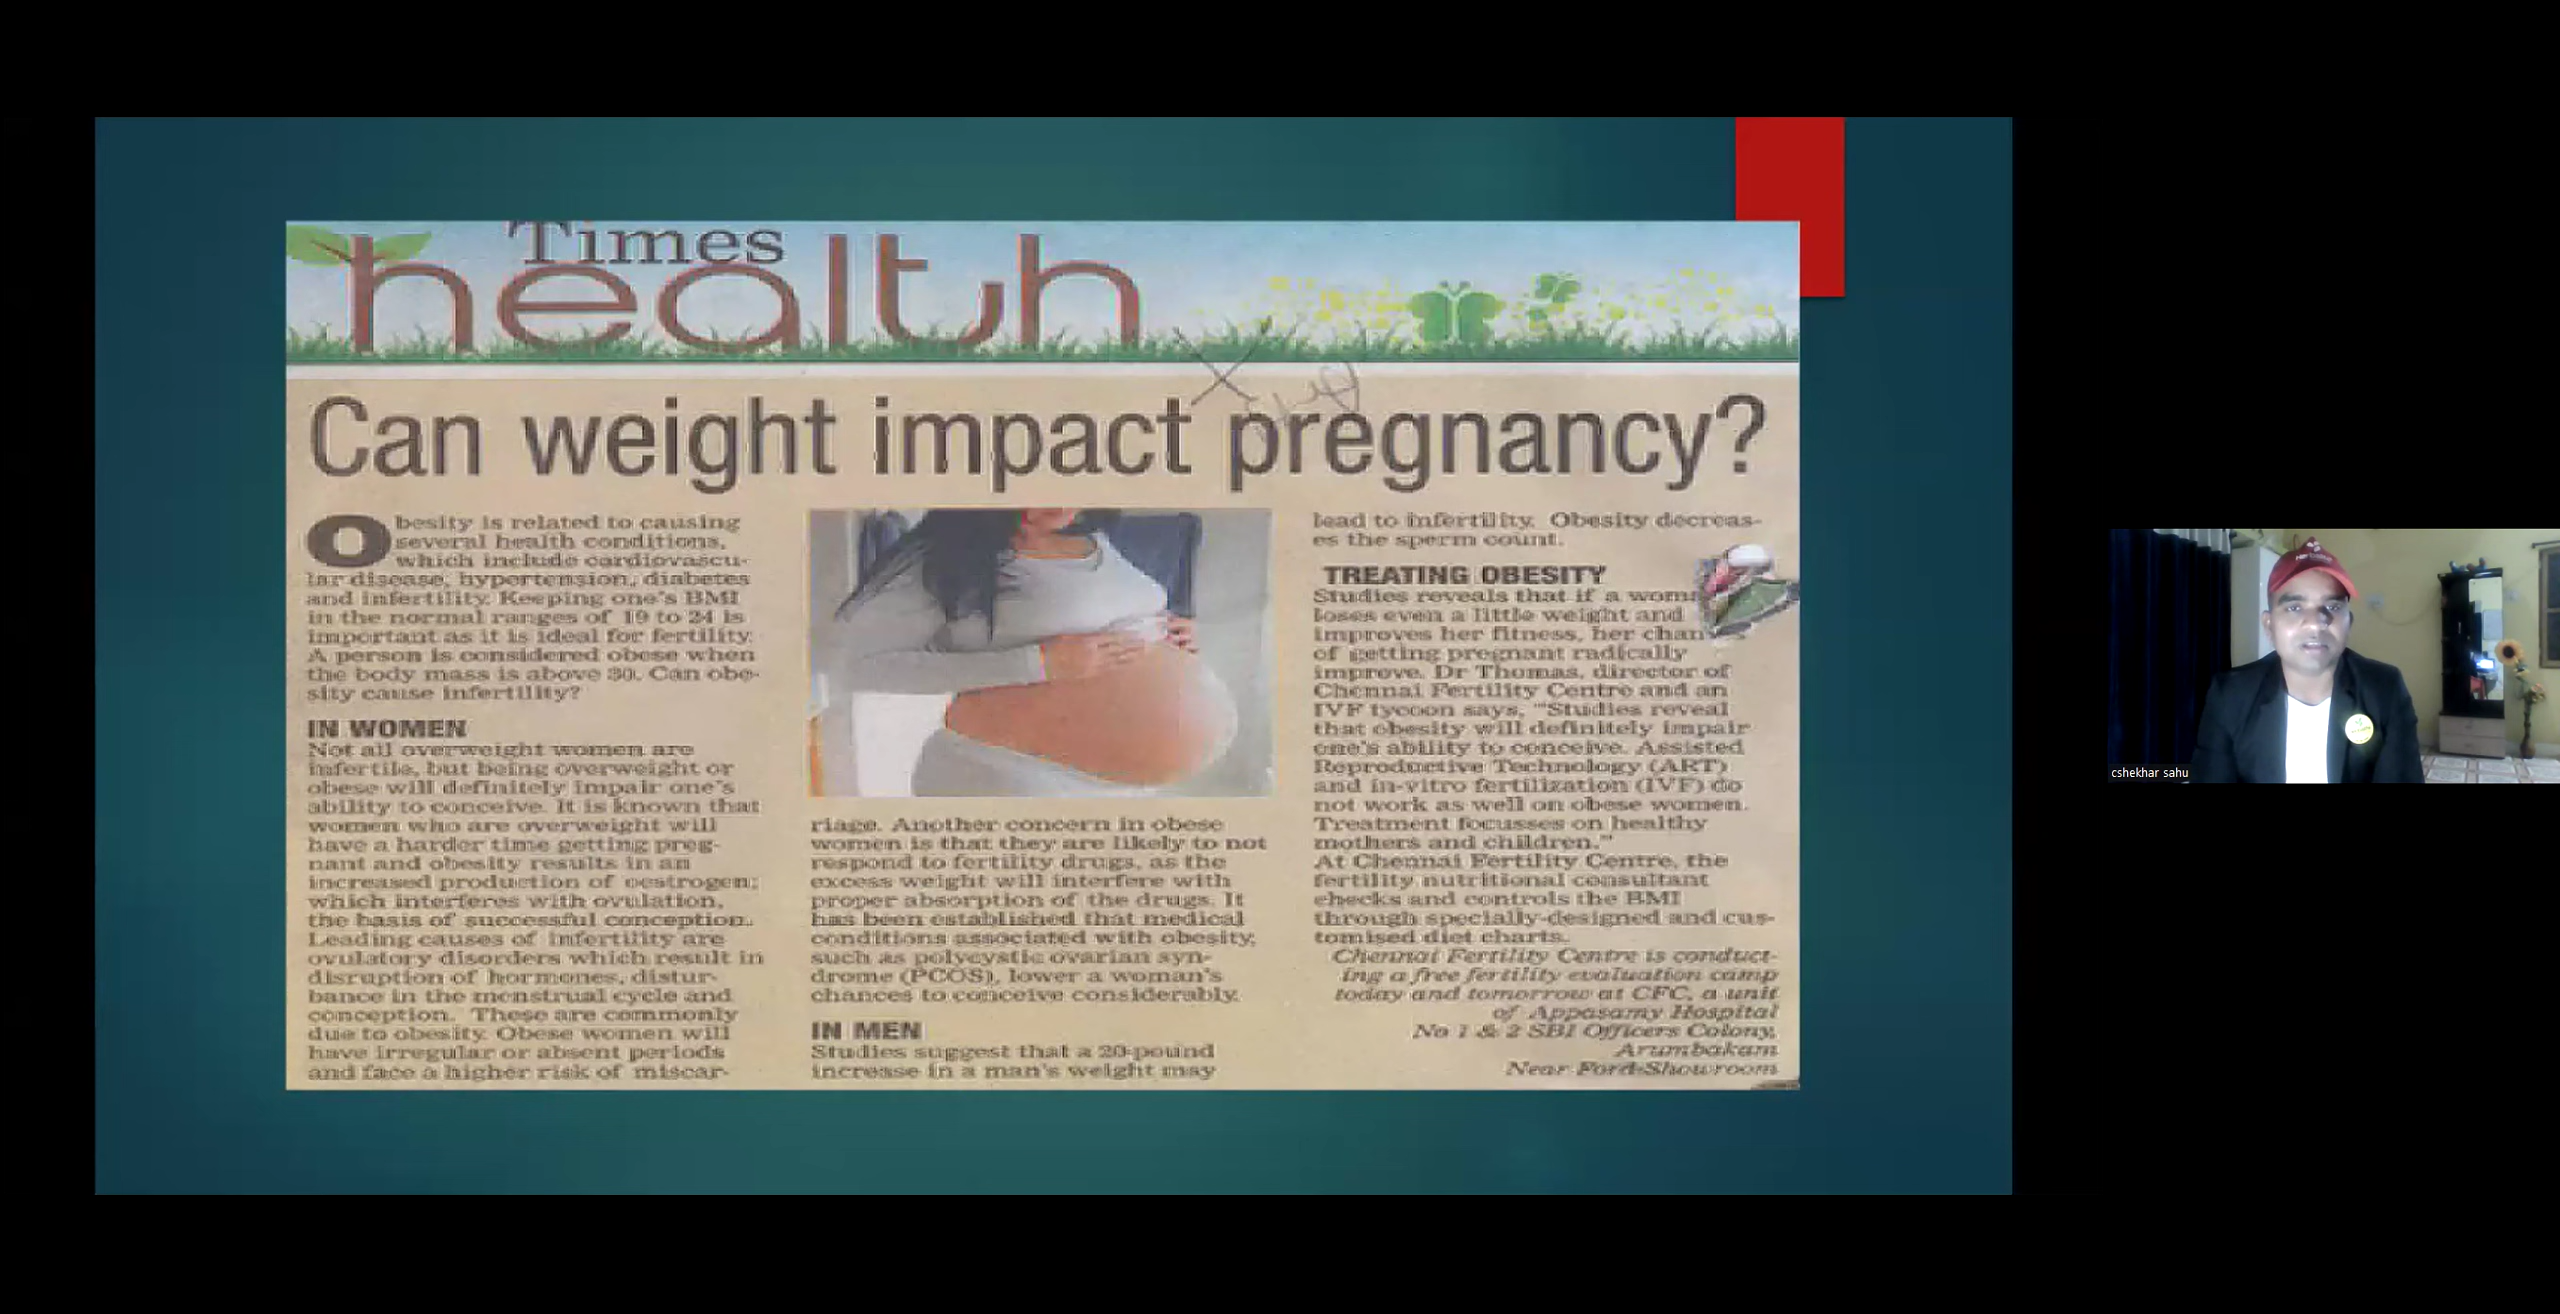 Times
health
Can weight impact pregnancy?
Obesity is related to causing
several health conditions,
which include cardiovascu-
lar disease, hypertension, diabetes
and infertility. Keeping one's BMI
in the normal ranges of 19 to 24 is
important as it is ideal for fertility.
A person is considered obese when
the body mass is above 30. Can obe-
sity cause infertility?
IN WOMEN
Not all overweight women are
infertile, but being overweight or
obese will definitely impair one's
ability to conceive. It is known that
women who are overweight will
have a harder time getting preg-
nant and obesity results in an
increased production of oestrogen;
which interferes with ovulation,
the basis of successful conception.
Leading causes of infertility are
ovulatory disorders which result in
disruption of hormones, distur-
bance in the menstrual cycle and
conception. These are commonly
due to obesity. Obese women will
have irregular or absent periods
and face a higher risk of miscar-
riage. Another concern in obese
women is that they are likely to not
respond to fertility drugs, as the
excess weight will interfere with
proper absorption of the drugs. It
has been established that medical
conditions associated with obesity,
such as polycystic ovarian syn-
drome (PCOS), lower a woman's
chances to conceive considerably.
IN MEN
Studies suggest that a 20-pound
increase in a man's weight may
lead to infertility. Obesity decreas-
es the sperm count.
TREATING OBESITY
Studies reveals that if a woma
loses even a little weight and
improves her fitness, her chan
of getting pregnant radically
improve. Dr Thomas, director of
Chennai Fertility Centre and an
IVF tycoon says, "Studies reveal
that obesity will definitely impair
one's ability to conceive. Assisted
Reproductive Technology (ART)
and in-vitro fertilization (IVF) do
not work as well on obese women.
Treatment focusses on healthy
mothers and children."
At Chennai Fertility Centre, the
fertility nutritional consultant
checks and controls the BMI
through specially-designed and cus-
tomised diet charts.
Chennai Fertility Centre is conduct-
ing a free fertility evaluation camp
today and tomorrow at CFC, a unit
of Appasamy Hospital
No 1 & 2 SBI Officers Colony,
Arumbakam
Near Ford-Showroom
cshekhar sahu